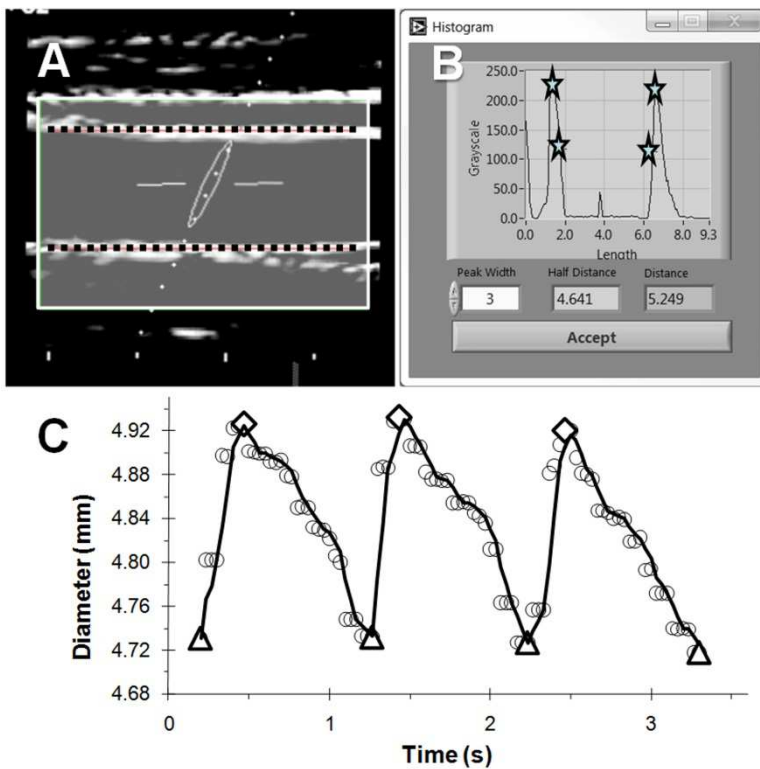 A
Histogram
B
250.0
200.0
150.0
100.0
50.0
0.0
Grayscale
0.0 2.0 4.0 6.0 8.0 9.3
Length
Peak Width Half Distance Distance
3 4.641 5.249
Accept
C
4.92
4.88
4.84
4.80
4.76
4.72
4.68
Diameter (mm)
0 1 2 3
Time (s)